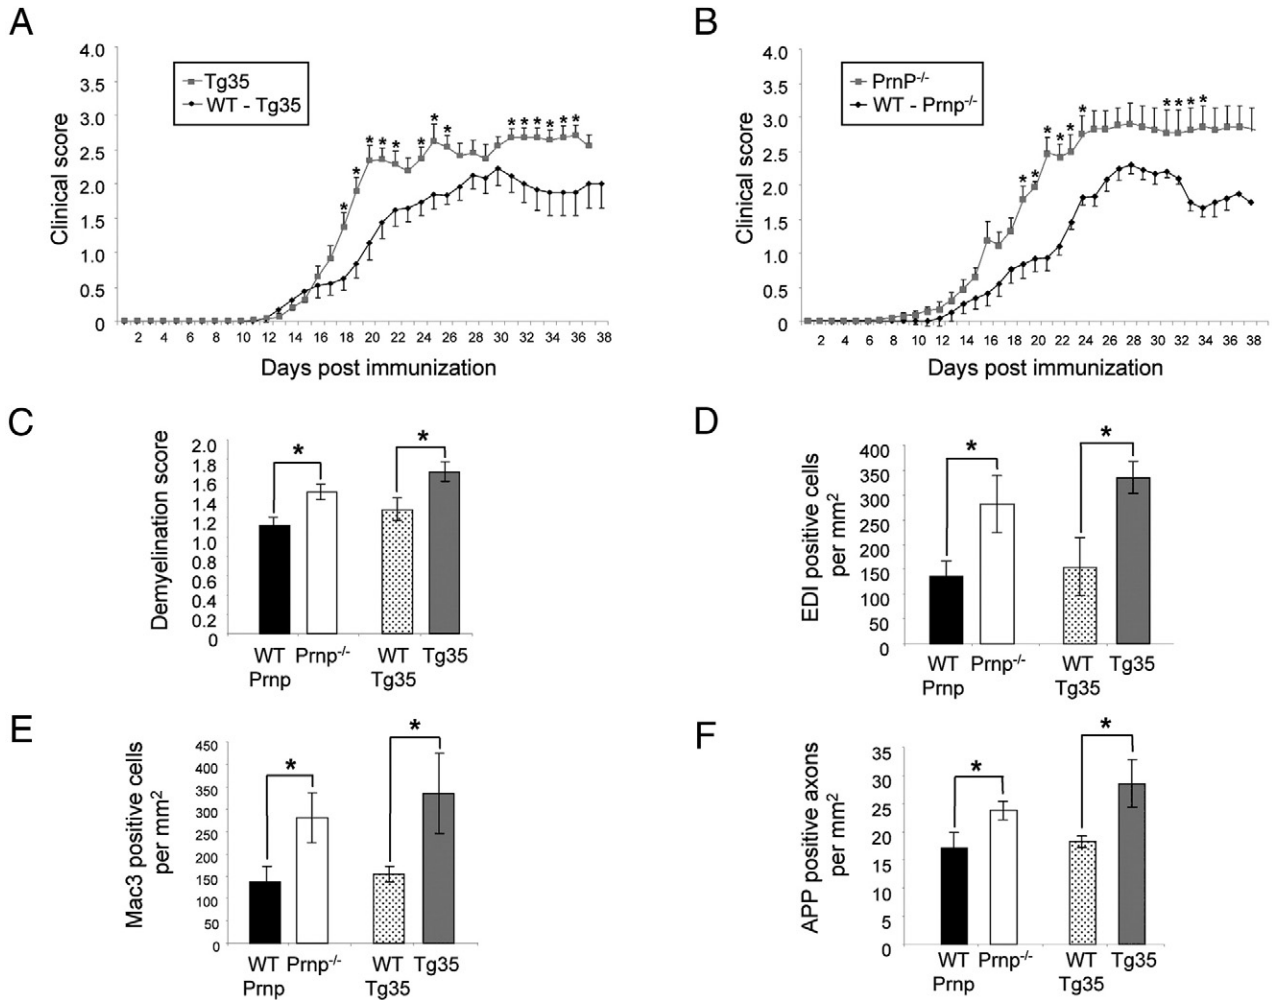 A
Clinical score
4.0
3.5
3.0
2.5
2.0
1.5
1.0
0.5
0
Tg35
WT - Tg35
* * * * * * * * * * * * * *
2 4 6 8 10 12 14 16 18 20 22 24 26 28 30 32 34 36 38
Days post immunization
B
Clinical score
4.0
3.5
3.0
2.5
2.0
1.5
1.0
0.5
0
PrnP-/-
WT - Prnp-/-
* * * * * * * * * *
2 4 6 8 10 12 14 16 18 20 22 24 26 28 30 32 34 36 38
Days post immunization
C
Demyelination score
2.0
1.8
1.6
1.4
1.2
1.0
0.8
0.6
0.4
0.2
0
* *
WT Prnp-/- WT Tg35
Prnp Tg35
D
EDI positive cells
per mm2
400
350
300
250
200
150
100
50
0
* *
WT Prnp-/- WT Tg35
Prnp Tg35
E
Mac3 positive cells
per mm2
450
400
350
300
250
200
150
100
50
0
* *
WT Prnp-/- WT Tg35
Prnp Tg35
F
APP positive axons
per mm2
35
30
25
20
15
10
5
0
* *
WT Prnp-/- WT Tg35
Prnp Tg35